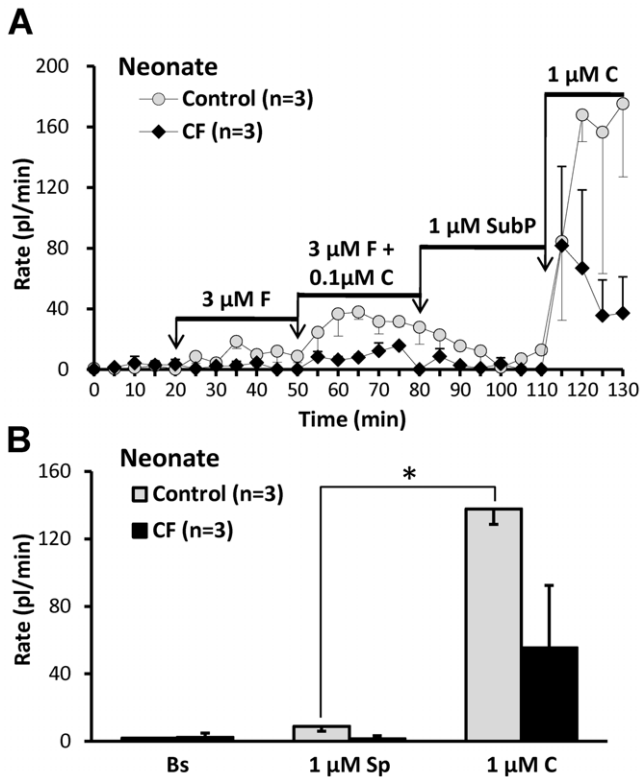 A
Neonate
Control (n=3)
CF (n=3)
Rate (pl/min)
200
160
120
80
40
0
3 µM F
3 µM F +
0.1µM C
1 µM SubP
1 µM C
0 10 20 30 40 50 60 70 80 90 100 110 120 130
Time (min)
B
Neonate
Control (n=3)
CF (n=3)
*
Rate (pl/min)
160
120
80
40
0
Bs 1 µM Sp 1 µM C